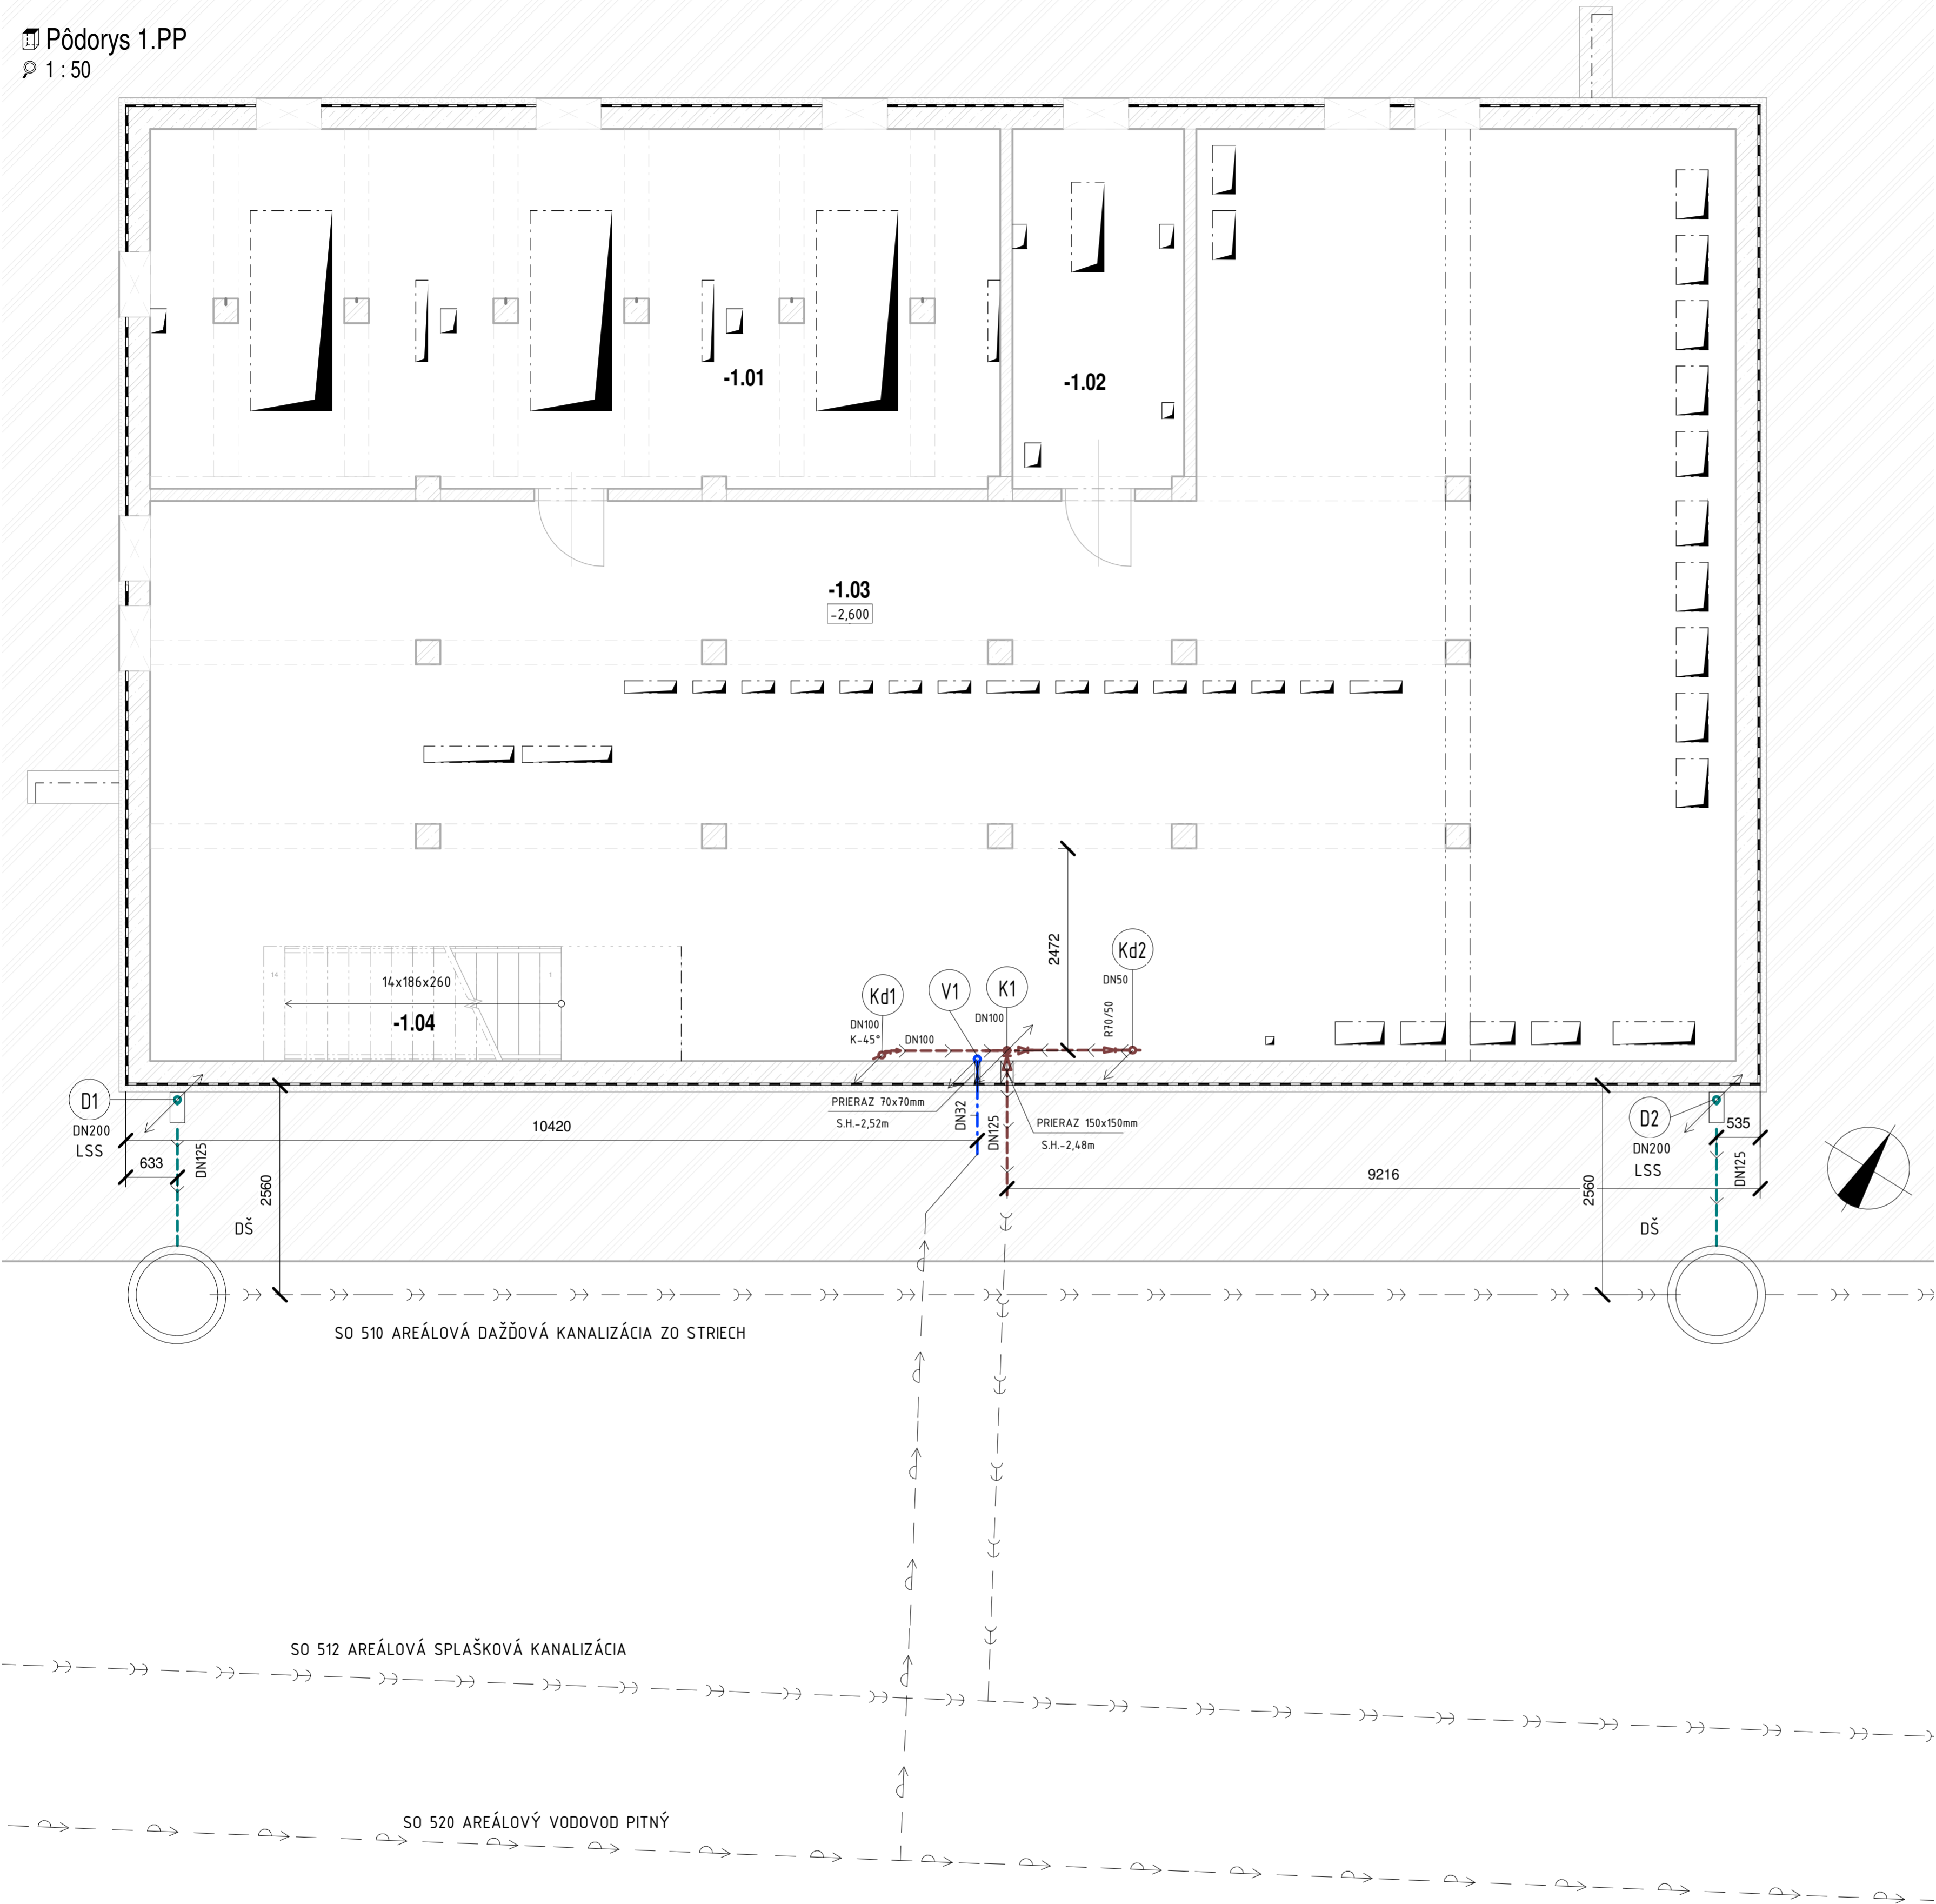 Pôdorys 1.PP
1 : 50
-1.01
-1.02
-1.03
-2,600
2472
Kd2
DN50
R70/50
Kd1
V1
K1
DN100
DN100
K-45°
DN100
14
1
14x186x260
-1.04
D1
DN200
LSS
DN125
633
10420
2560
DŠ
PRIERAZ 70x70mm
S.H.-2,52m
DN32
DN125
PRIERAZ 150x150mm
S.H.-2,48m
9216
D2
DN200
LSS
535
DN125
2560
DŠ
SO 510 AREÁLOVÁ DAŽĎOVÁ KANALIZÁCIA ZO STRIECH
SO 512 AREÁLOVÁ SPLAŠKOVÁ KANALIZÁCIA
SO 520 AREÁLOVÝ VODOVOD PITNÝ